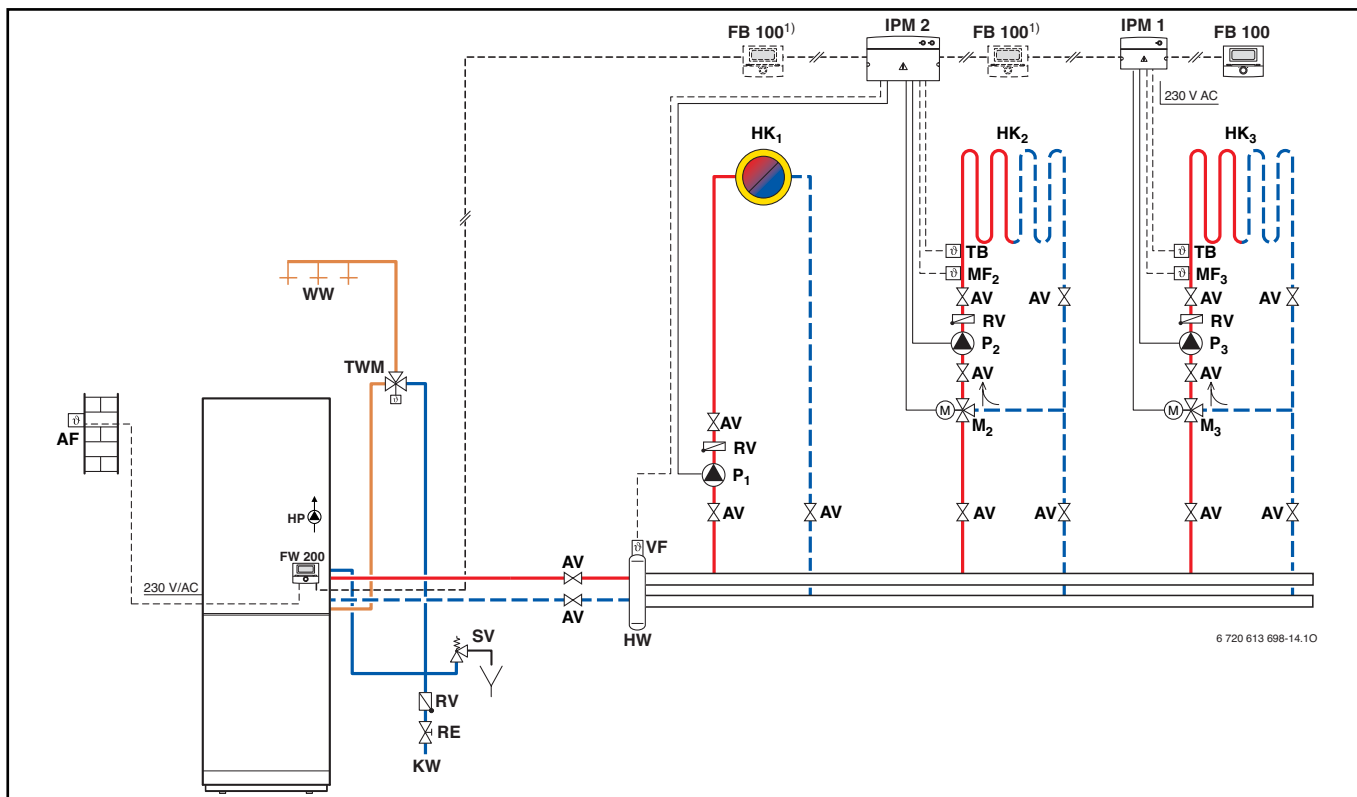 FB 100¹⁾
IPM 2
FB 100¹⁾
IPM 1
FB 100
230 V AC
HK₁
HK₂
HK₃
ϑ TB
ϑ TB
ϑ MF₂
ϑ MF₃
WW
AV
AV
AV
AV
RV
RV
P₂
P₃
TWM
ϑ
AV
AV
M
M₂
M
M₃
ϑ
AF
AV
RV
P₁
HP
AV
AV
AV
AV
AV
AV
FW 200
ϑ VF
AV
230 V/AC
AV
SV
HW
6 720 613 698-14.1O
RV
RE
KW